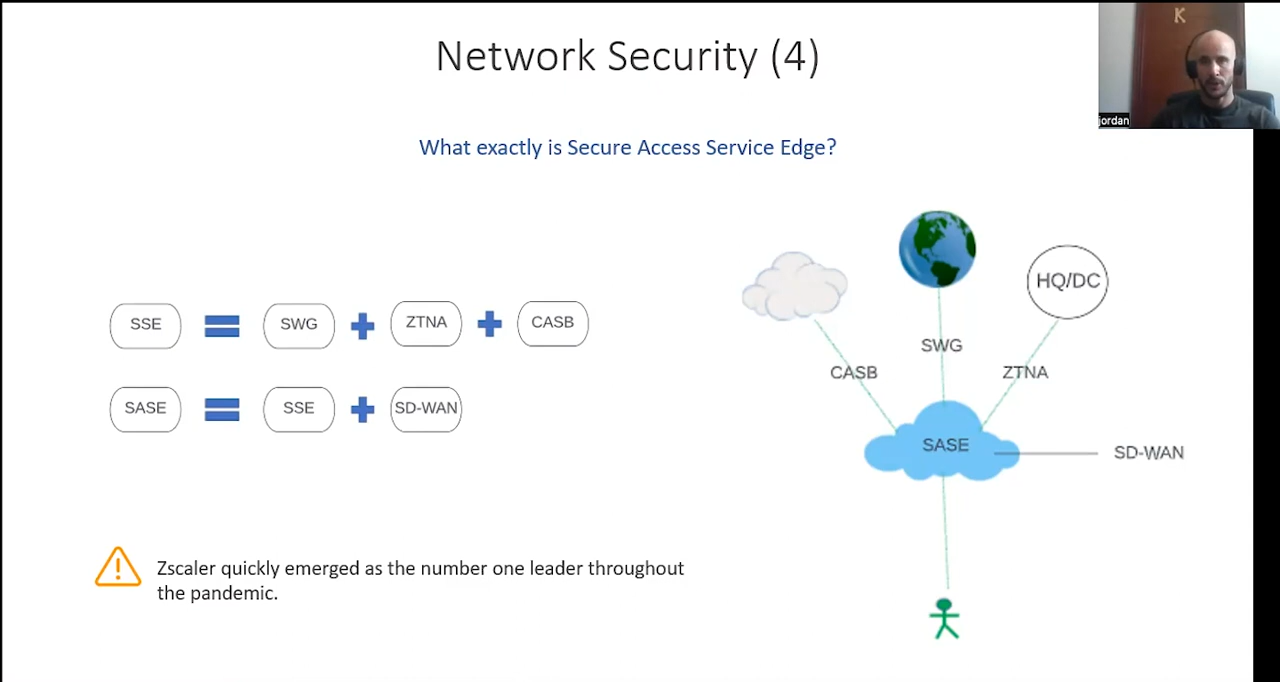 Network Security (4)
K
jordan
What exactly is Secure Access Service Edge?
SSE = SWG + ZTNA + CASB
SASE = SSE + SD-WAN
HQ/DC
SWG
CASB
ZTNA
SASE
SD-WAN
Zscaler quickly emerged as the number one leader throughout
the pandemic.